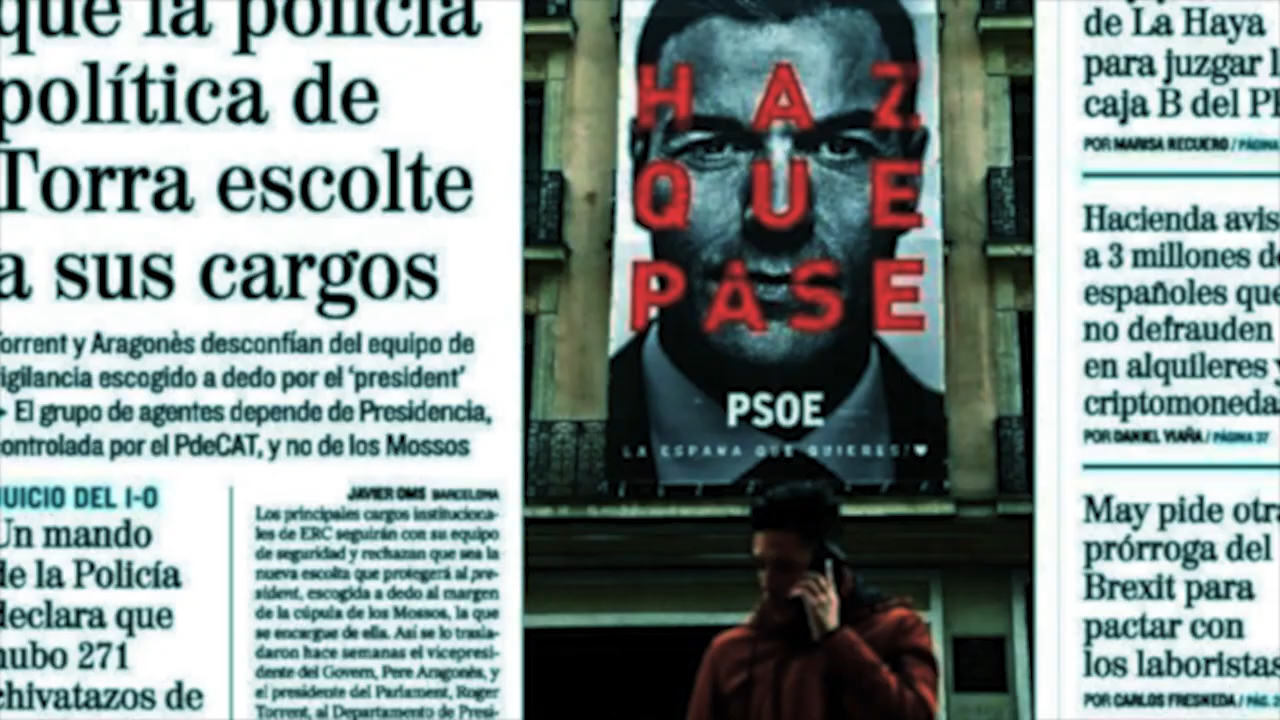 que la policía
política de
Torra escolte
a sus cargos
Torrent y Aragonès desconfían del equipo de
vigilancia escogido a dedo por el 'president'
El grupo de agentes depende de Presidencia,
controlada por el PdeCAT, y no de los Mossos
JUICIO DEL 1-O
Un mando
de la Policía
declara que
hubo 271
chivatazos de
JAVIER OMS BARCELONA
Los principales cargos instituciona-
les de ERC seguirán con su equipo
de seguridad y rechazan que sea la
nueva escolta que protegerá al pre-
sident, escogida a dedo al margen
de la cúpula de los Mossos, la que
se encargue de ella. Así se lo trasla-
daron hace semanas el vicepresi-
dente del Govern, Pere Aragonès, y
el presidente del Parlament, Roger
Torrent, al Departamento de Presi-
HAZ
QUE
PASE
PSOE
LA ESPAÑA QUE QUIERES!
de La Haya
para juzgar l
caja B del P
POR MARISA RECUERO / PÁGINA
Hacienda avis
a 3 millones de
españoles que
no defrauden
en alquileres y
criptomoneda
POR DANIEL VIAÑA / PÁGINA 27
May pide otra
prórroga del
Brexit para
pactar con
los laboristas
POR CARLOS FRESNEDA / PÁG.